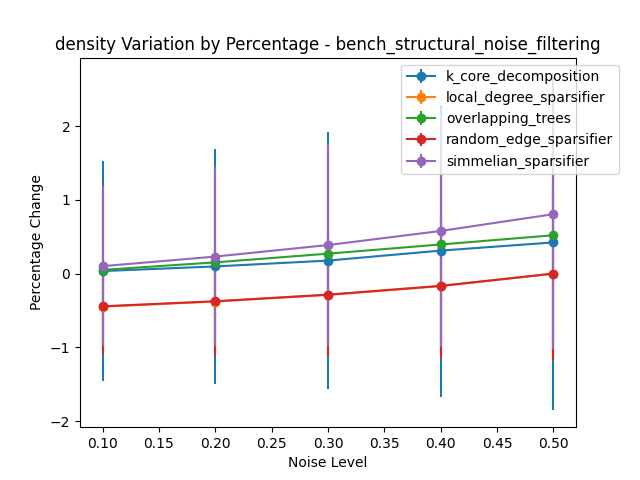 density Variation by Percentage - bench_structural_noise_filtering
k_core_decomposition
local_degree_sparsifier
overlapping_trees
random_edge_sparsifier
simmelian_sparsifier
Percentage Change
2
1
0
−1
−2
0.10 0.15 0.20 0.25 0.30 0.35 0.40 0.45 0.50
Noise Level